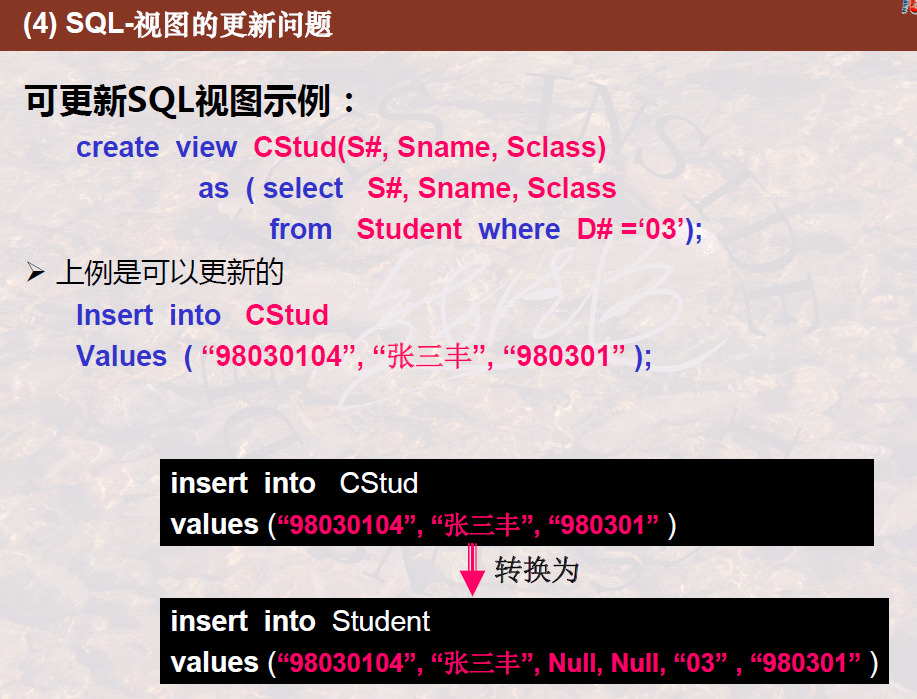 (4) SQL-视图的更新问题
可更新SQL视图示例：
create view CStud(S#, Sname, Sclass)
as ( select S#, Sname, Sclass
from Student where D# =‘03’);
➢ 上例是可以更新的
Insert into CStud
Values ( “98030104”, “张三丰”, “980301” );
insert into CStud
values (“98030104”, “张三丰”, “980301” )
转换为
insert into Student
values (“98030104”, “张三丰”, Null, Null, “03” , “980301” )